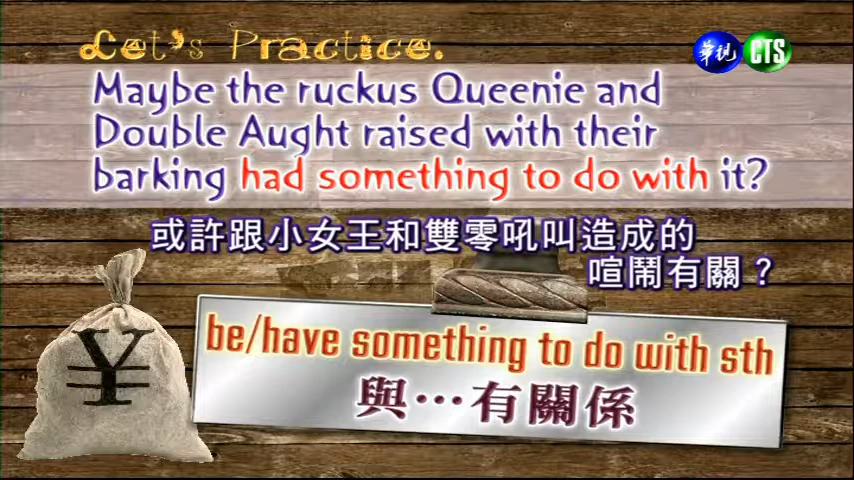 Let's Practice.
華視 CTS
Maybe the ruckus Queenie and
Double Aught raised with their
barking had something to do with it?
或許跟小女王和雙零吼叫造成的
喧鬧有關？
be/have something to do with sth
與…有關係
¥